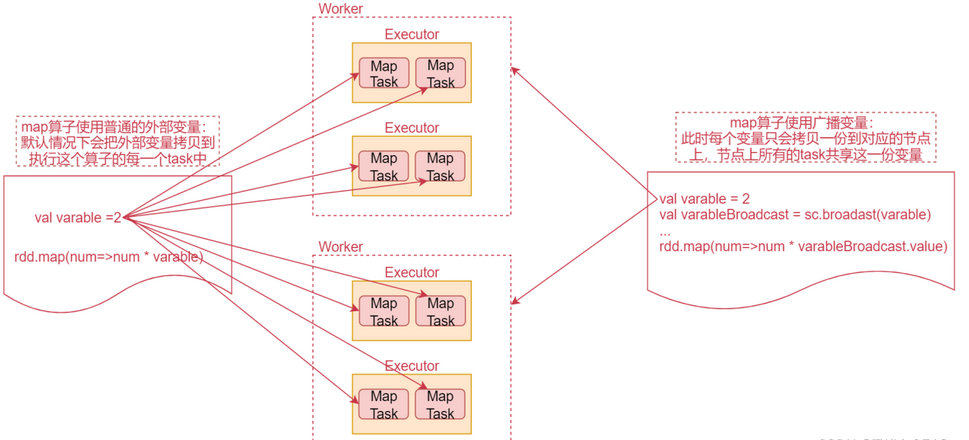 Worker
Executor
Map
Task
Map
Task
map算子使用普通的外部变量:
默认情况下会把外部变量拷贝到
执行这个算子的每一个task中
map算子使用广播变量:
此时每个变量只会拷贝一份到对应的节点
上，节点上所有的task共享这一份变量
Executor
Map
Task
Map
Task
val varable =2
rdd.map(num=>num * varable)
val varable = 2
val varableBroadcast = sc.broadast(varable)
...
rdd.map(num=>num * varableBroadcast.value)
Worker
Executor
Map
Task
Map
Task
Executor
Map
Task
Map
Task